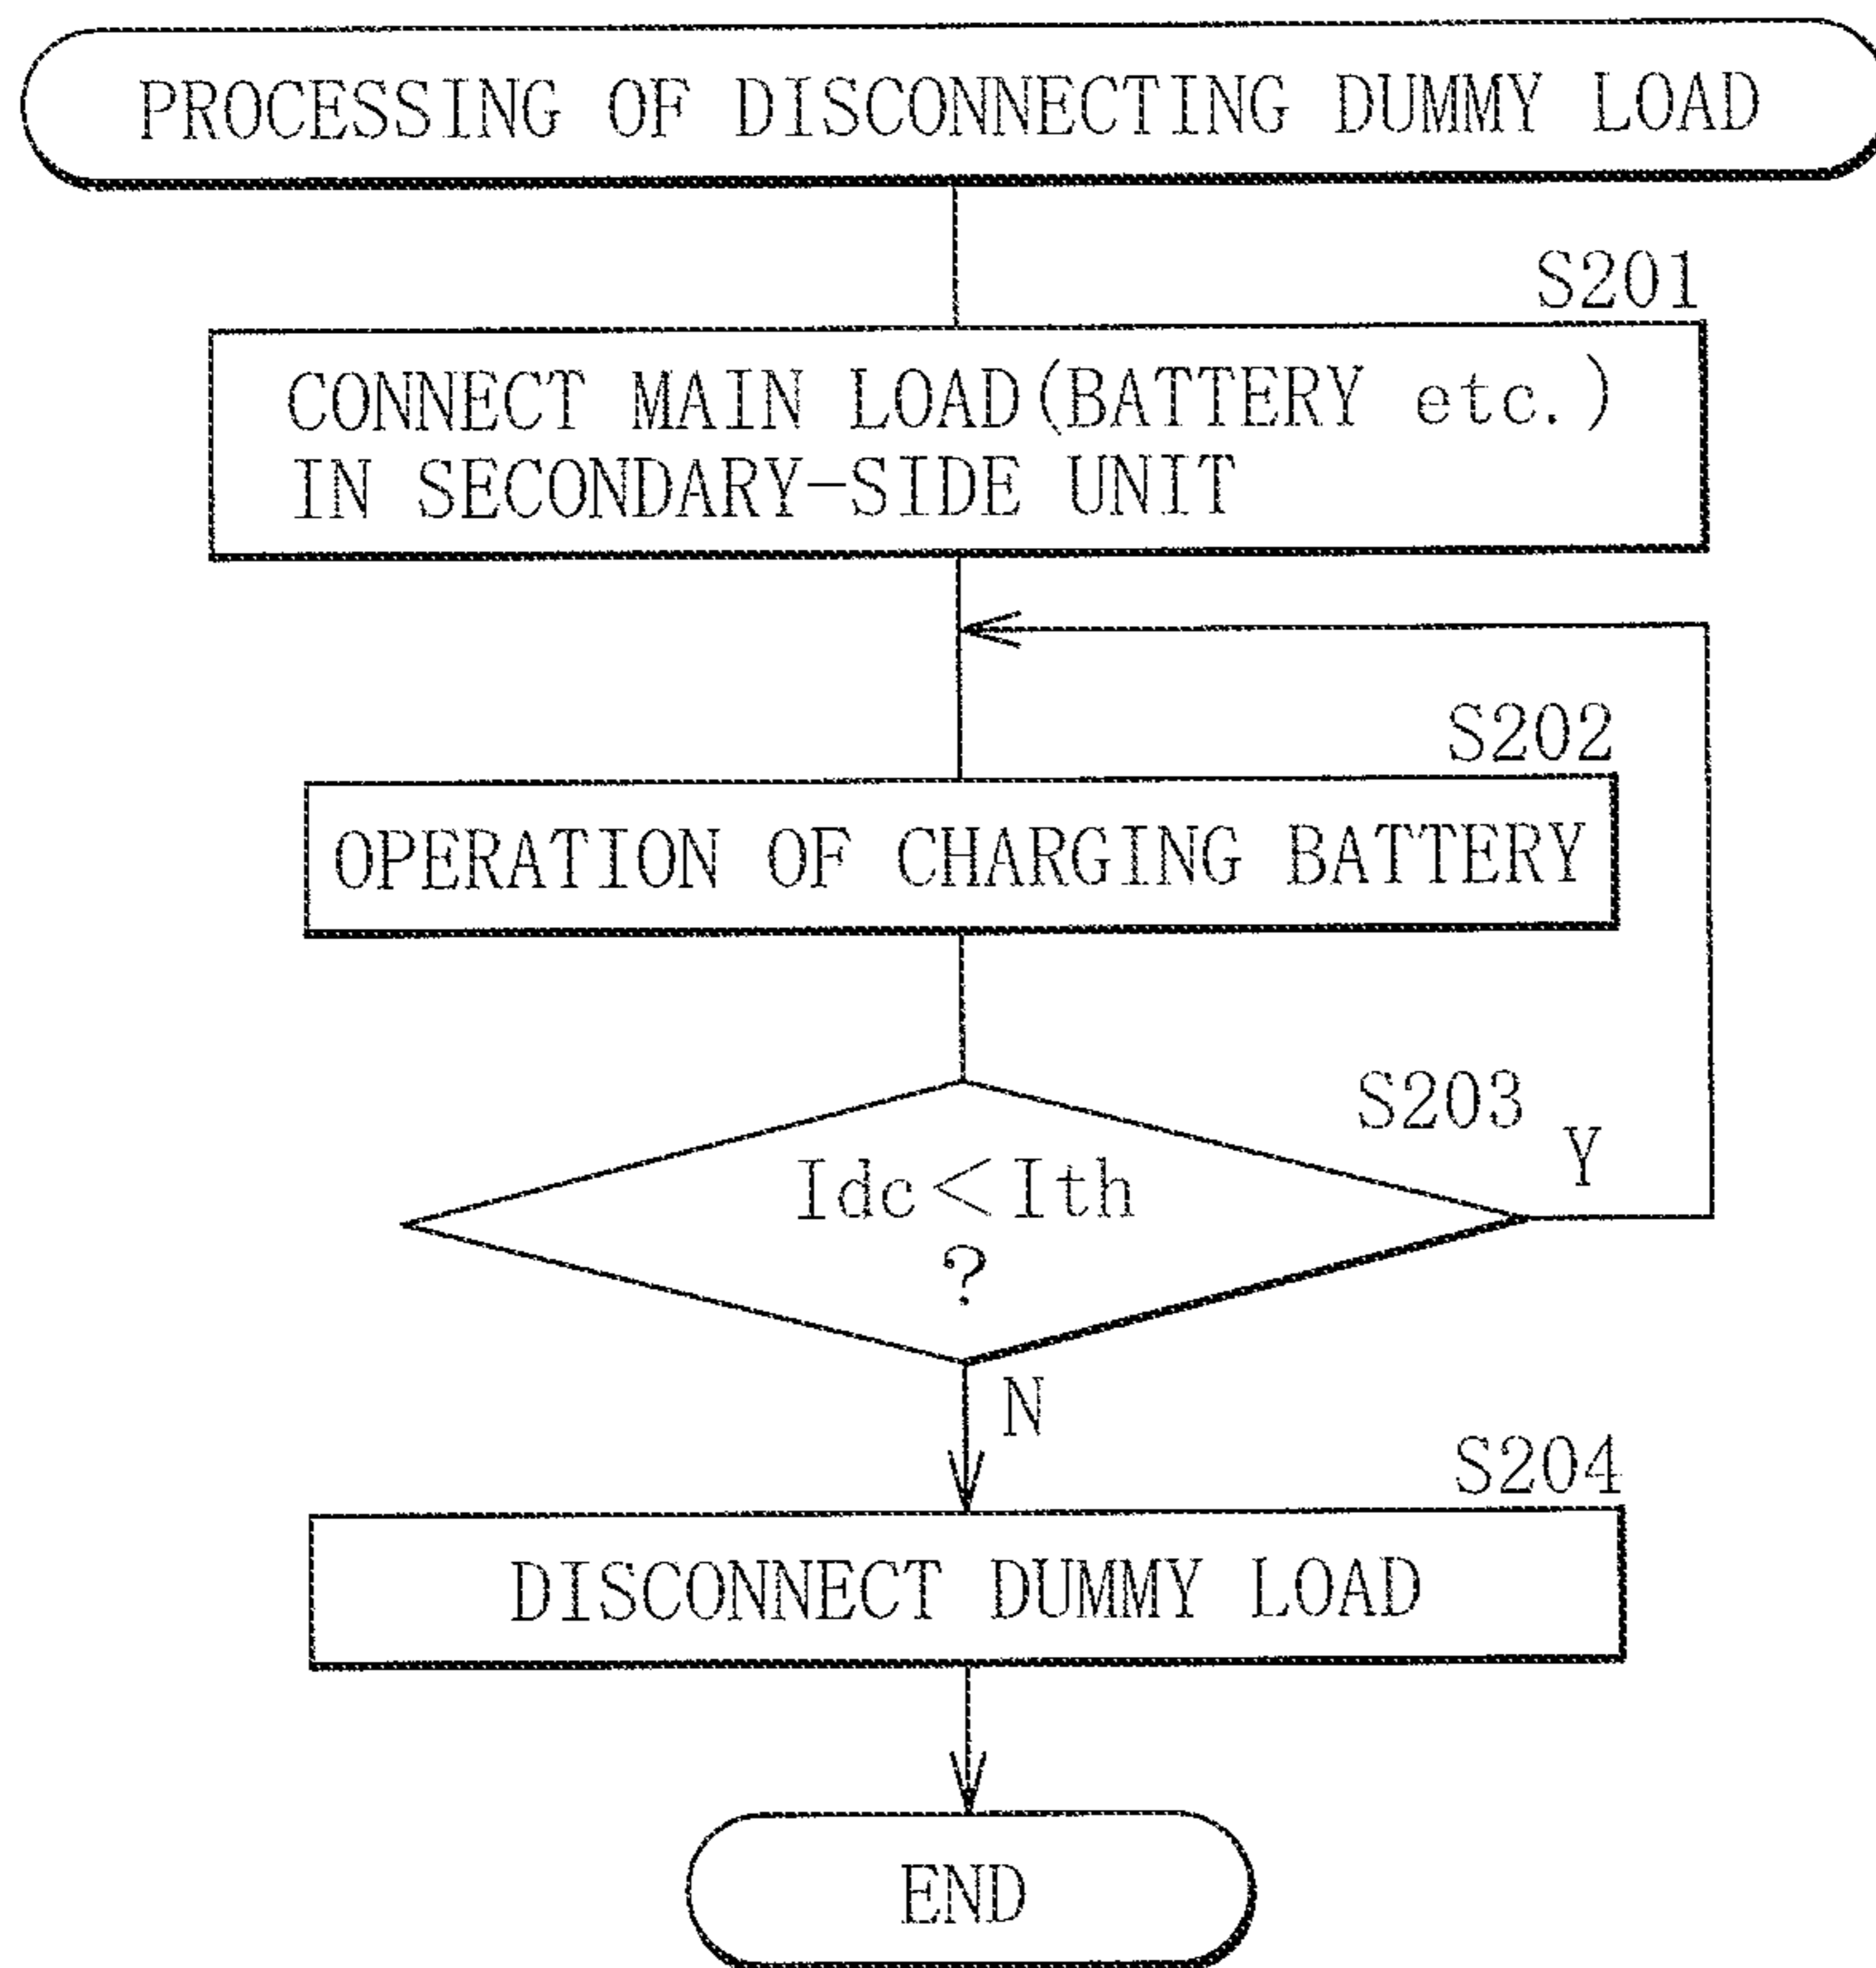 PROCESSING OF DISCONNECTING DUMMY LOAD
S201
CONNECT MAIN LOAD(BATTERY etc.)
IN SECONDARY-SIDE UNIT
S202
OPERATION OF CHARGING BATTERY
S203
Y
Idc<Ith
?
N
S204
DISCONNECT DUMMY LOAD
END